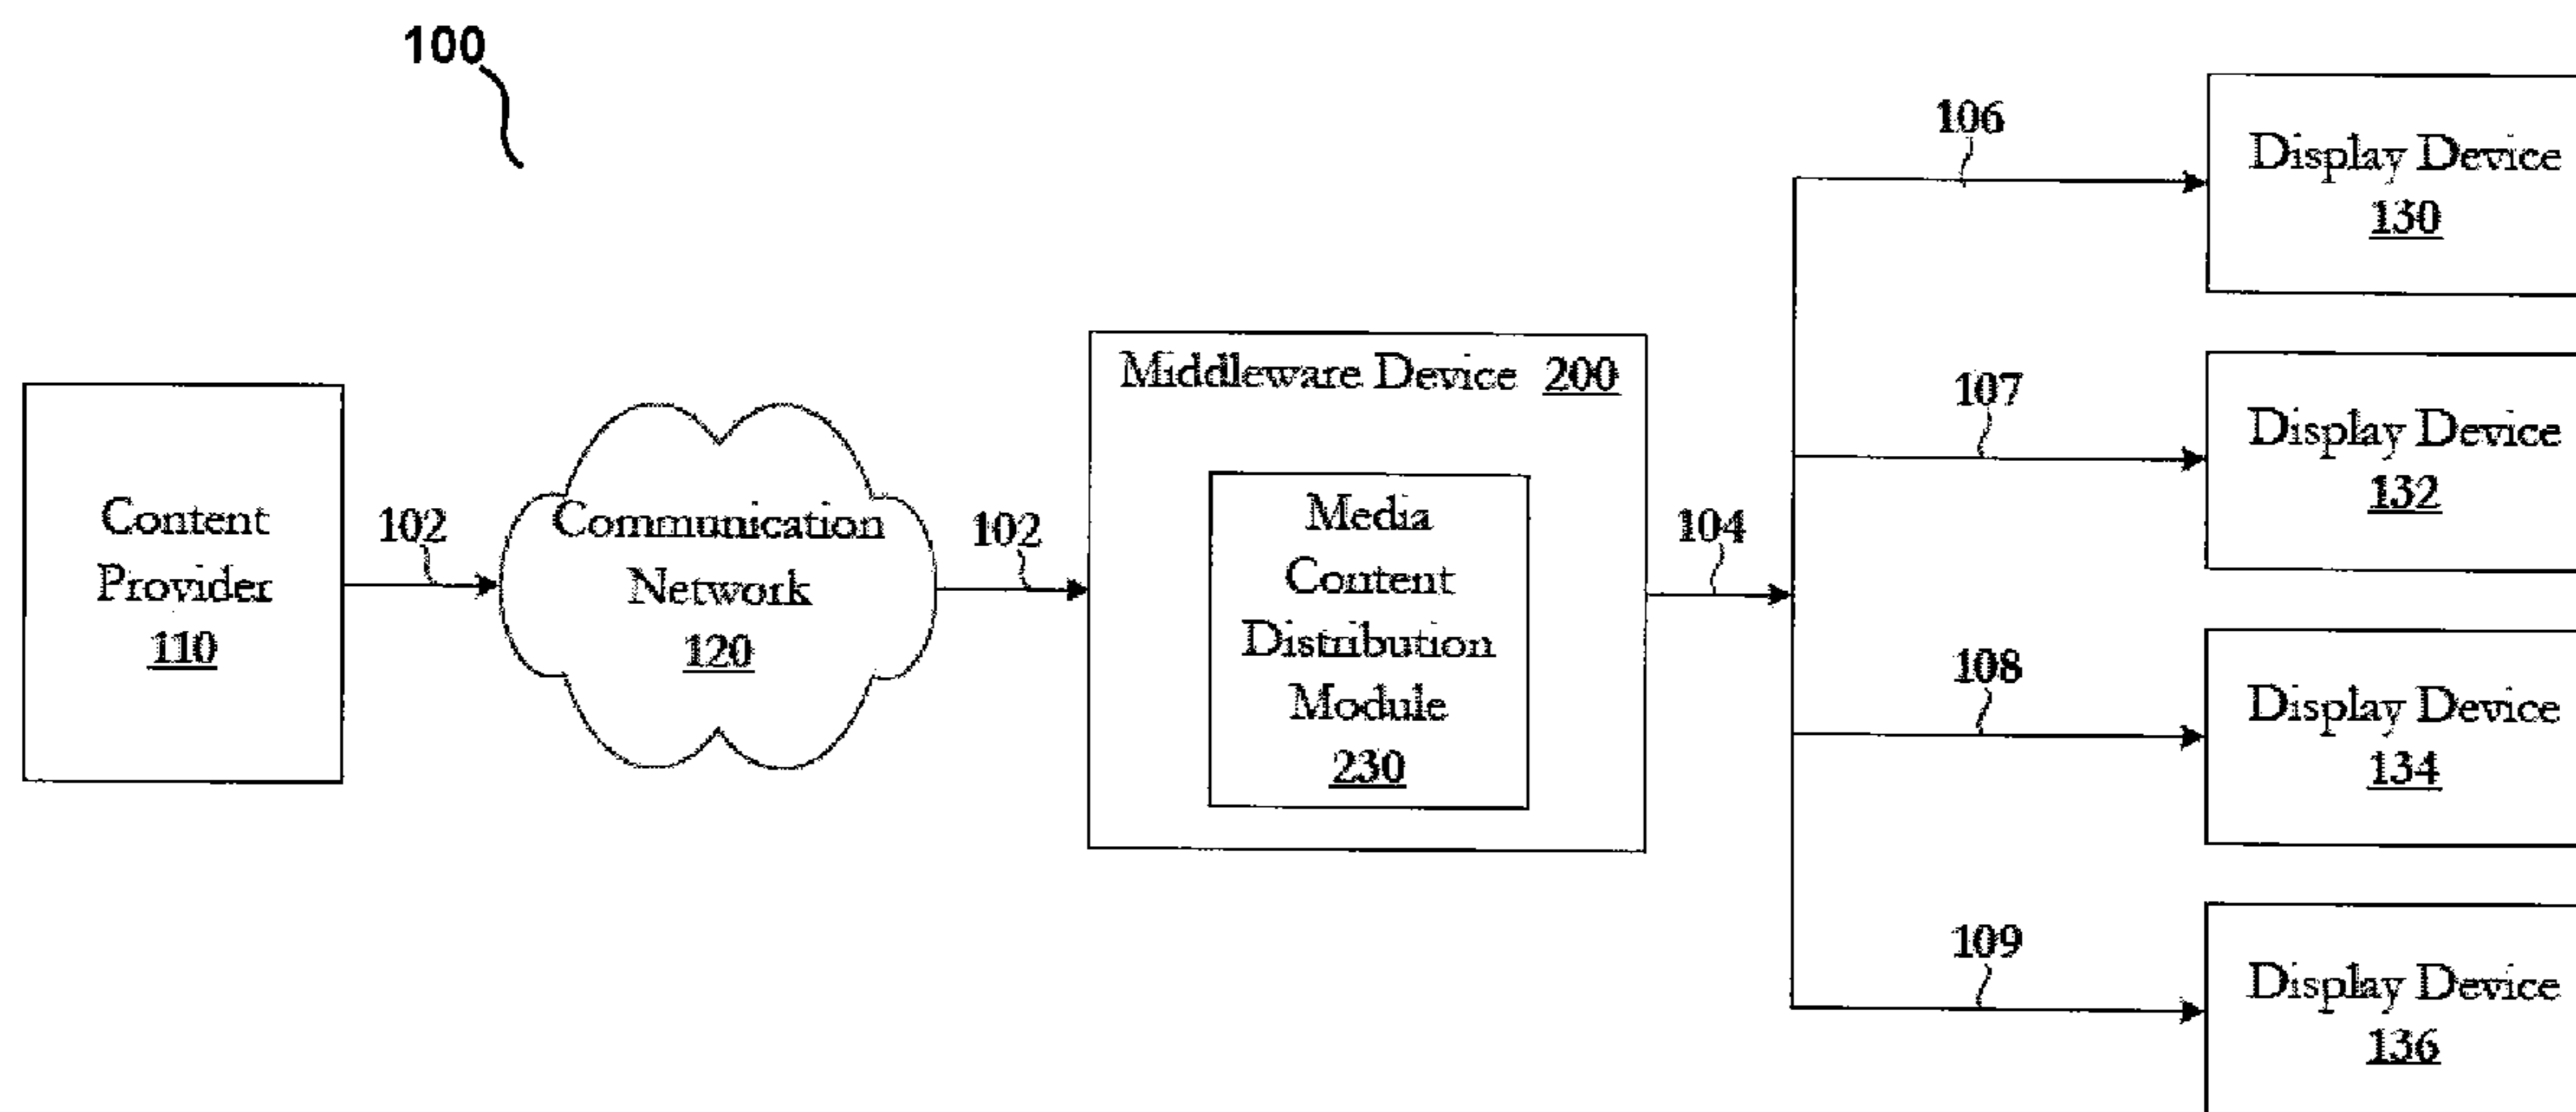 100
Content
Provider
110
102
Communication
Network
120
102
Middleware Device 200
Media
Content
Distribution
Module
230
104
106
Display Device
130
107
Display Device
132
108
Display Device
134
109
Display Device
136